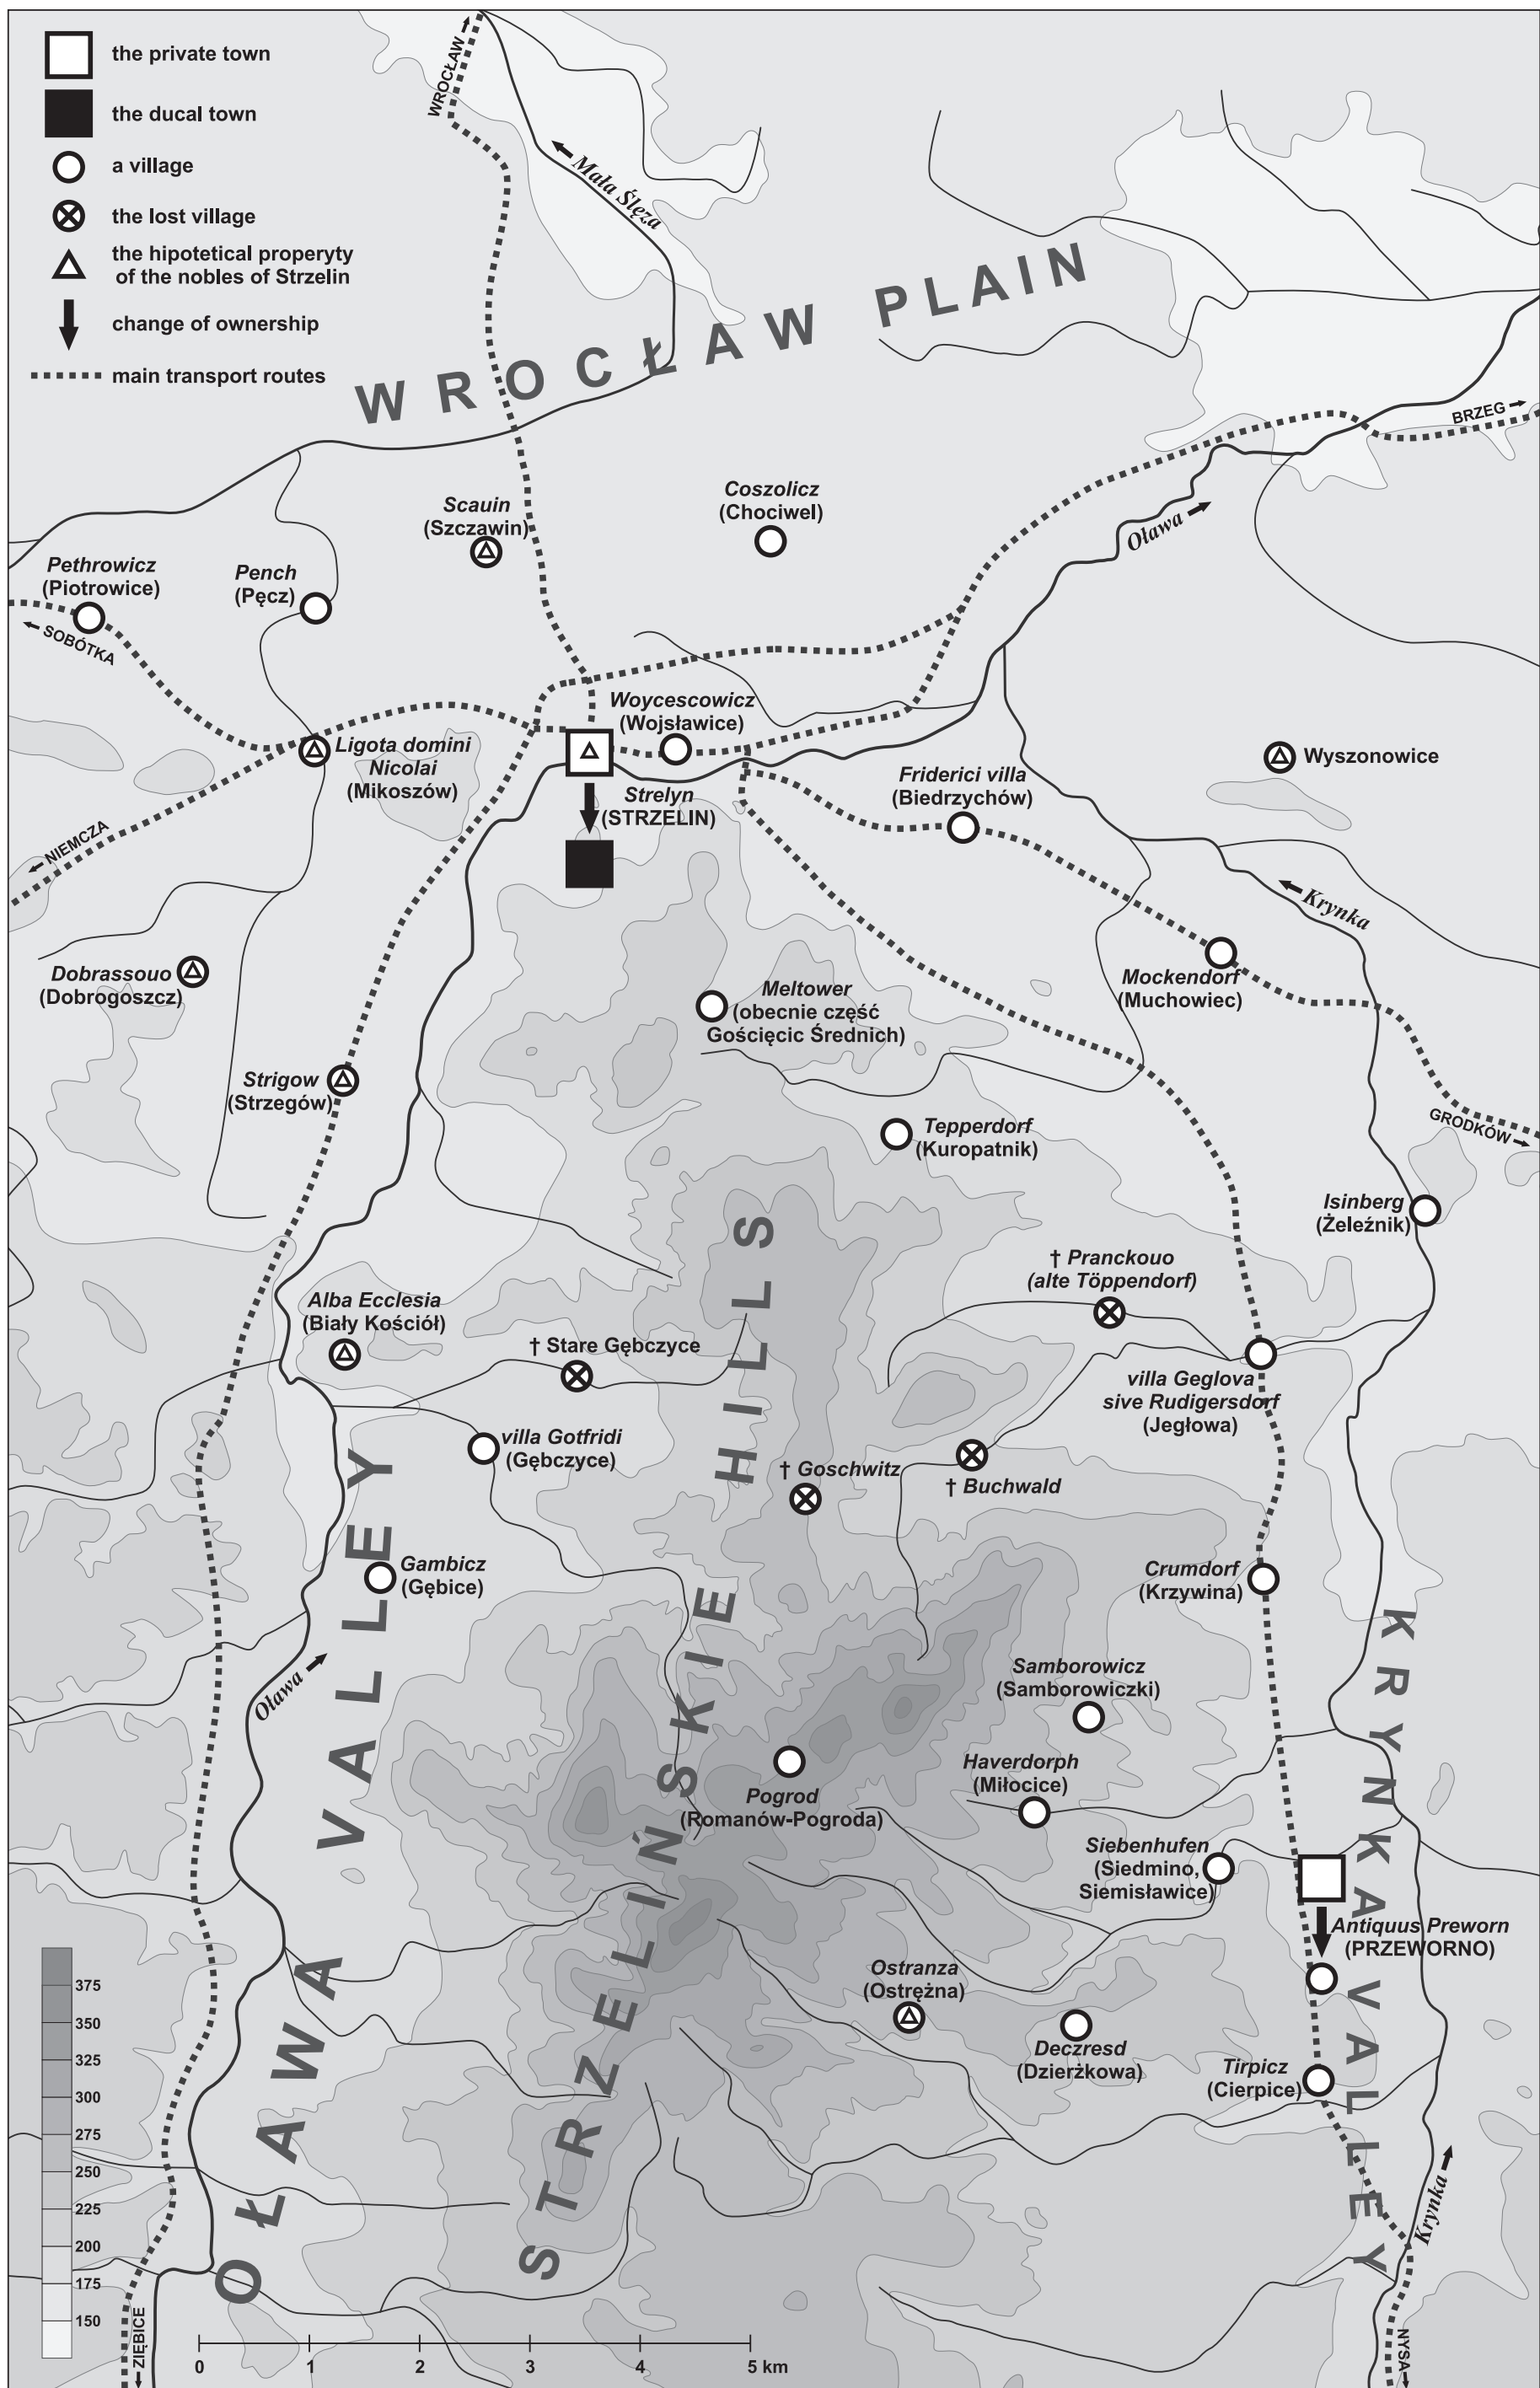 the private town
the ducal town
a village
the lost village
the hipotetical properyty
of the nobles of Strzelin
change of ownership
main transport routes
WROCŁAW
Mała Ślęza
WROCŁAW PLAIN
BRZEG
Oława
Scauin
(Szczawin)
Coszolicz
(Chociwel)
Pethrowicz
(Piotrowice)
Pench
(Pęcz)
SOBÓTKA
Woycescowicz
(Wojsławice)
Ligota domini
Nicolai
(Mikoszów)
Strelyn
(STRZELIN)
Friderici villa
(Biedrzychów)
Wyszonowice
NIEMCZA
Krynka
Dobrassouo
(Dobrogoszcz)
Meltower
(obecnie część
Gościęcic Średnich)
Mockendorf
(Muchowiec)
Strigow
(Strzegów)
Tepperdorf
(Kuropatnik)
GRODKÓW
Isinberg
(Żeleźnik)
† Pranckouo
(alte Töppendorf)
Alba Ecclesia
(Biały Kościół)
† Stare Gębczyce
villa Geglova
sive Rudigersdorf
(Jegłowa)
villa Gotfridi
(Gębczyce)
† Goschwitz
† Buchwald
Gambicz
(Gębice)
Crumdorf
(Krzywina)
Oława
Samborowicz
(Samborowiczki)
Haverdorph
(Miłocice)
Pogrod
(Romanów-Pogroda)
Siebenhufen
(Siedmino,
Siemisławice)
Antiquus Preworn
(PRZEWORNO)
Ostranza
(Ostrężna)
Deczresd
(Dzierżkowa)
Tirpicz
(Cierpice)
OŁAWA VALLEY
STRZELIŃSKIE HILLS
KRYNKA VALLEY
Krynka
375
350
325
300
275
250
225
200
175
150
ZIĘBICE
NYSA
0 1 2 3 4 5 km